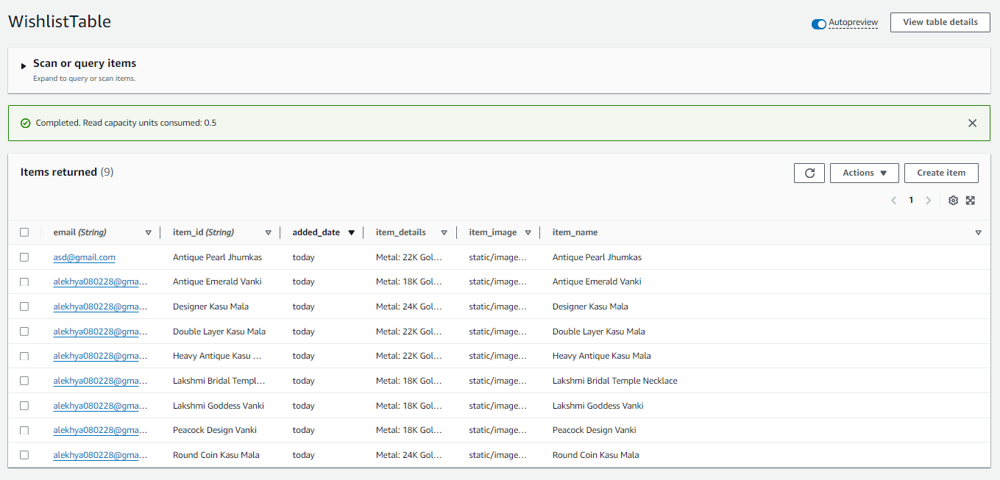 WishlistTable
Autopreview
View table details
Scan or query items
Expand to query or scan items.
Completed. Read capacity units consumed: 0.5
Items returned (9)
Actions
Create item
1
email (String) item_id (String) added_date item_details item_image item_name
asd@gmail.com Antique Pearl Jhumkas today Metal: 22K Gol... static/image... Antique Pearl Jhumkas
alekhya080228@gma... Antique Emerald Vanki today Metal: 18K Gol... static/image... Antique Emerald Vanki
alekhya080228@gma... Designer Kasu Mala today Metal: 24K Gol... static/image... Designer Kasu Mala
alekhya080228@gma... Double Layer Kasu Mala today Metal: 22K Gol... static/image... Double Layer Kasu Mala
alekhya080228@gma... Heavy Antique Kasu ... today Metal: 22K Gol... static/image... Heavy Antique Kasu Mala
alekhya080228@gma... Lakshmi Bridal Templ... today Metal: 18K Gol... static/image... Lakshmi Bridal Temple Necklace
alekhya080228@gma... Lakshmi Goddess Vanki today Metal: 18K Gol... static/image... Lakshmi Goddess Vanki
alekhya080228@gma... Peacock Design Vanki today Metal: 18K Gol... static/image... Peacock Design Vanki
alekhya080228@gma... Round Coin Kasu Mala today Metal: 24K Gol... static/image... Round Coin Kasu Mala